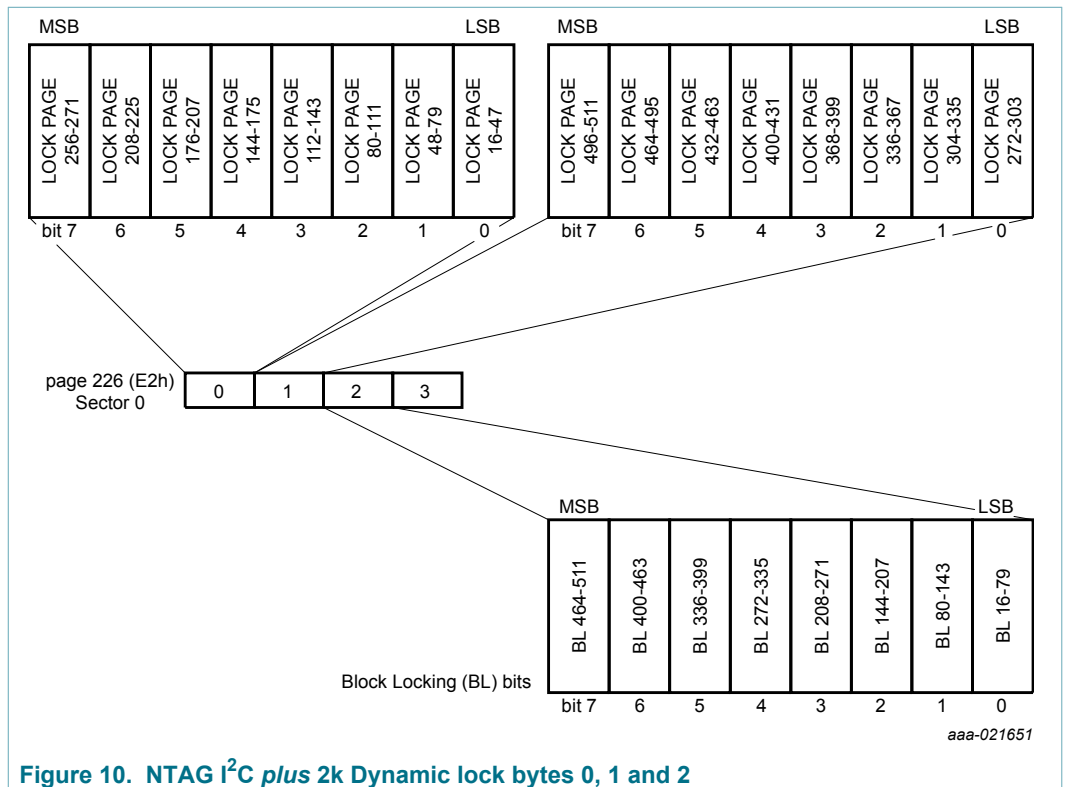 MSB LSB MSB LSB
LOCK PAGE 256-271
LOCK PAGE 208-225
LOCK PAGE 176-207
LOCK PAGE 144-175
LOCK PAGE 112-143
LOCK PAGE 80-111
LOCK PAGE 48-79
LOCK PAGE 16-47
LOCK PAGE 496-511
LOCK PAGE 464-495
LOCK PAGE 432-463
LOCK PAGE 400-431
LOCK PAGE 368-399
LOCK PAGE 336-367
LOCK PAGE 304-335
LOCK PAGE 272-303
bit 7 6 5 4 3 2 1 0 bit 7 6 5 4 3 2 1 0
page 226 (E2h)
Sector 0
0 1 2 3
MSB LSB
BL 464-511
BL 400-463
BL 336-399
BL 272-335
BL 208-271
BL 144-207
BL 80-143
BL 16-79
Block Locking (BL) bits
bit 7 6 5 4 3 2 1 0
aaa-021651
Figure 10. NTAG I²C plus 2k Dynamic lock bytes 0, 1 and 2